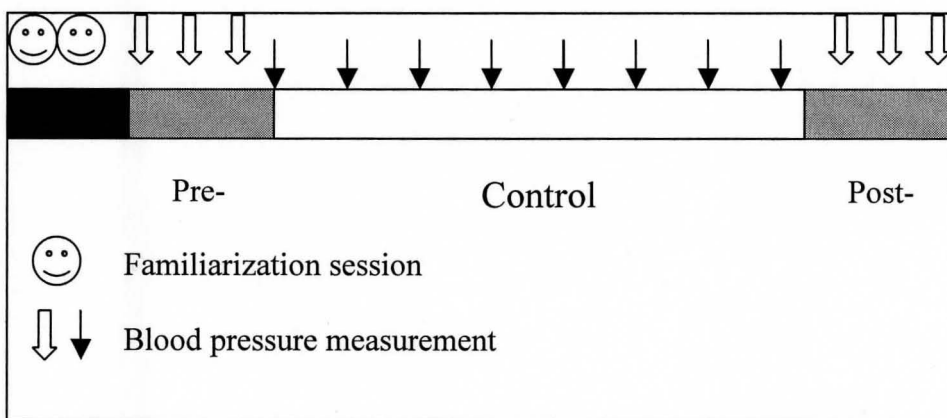 Pre- Control Post-
Familiarization session
Blood pressure measurement